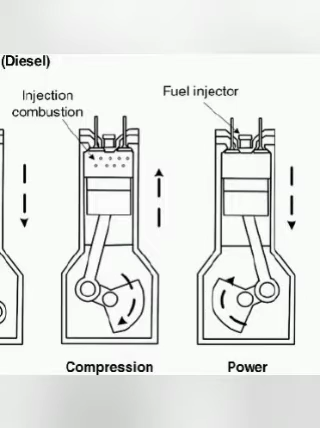 (Diesel)
Injection
combustion
Fuel injector
Compression
Power